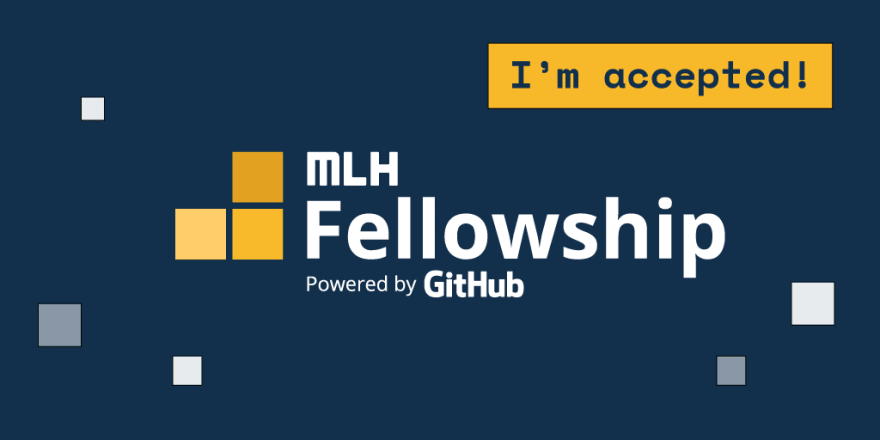 I’m accepted!
MLH
Fellowship
Powered by GitHub